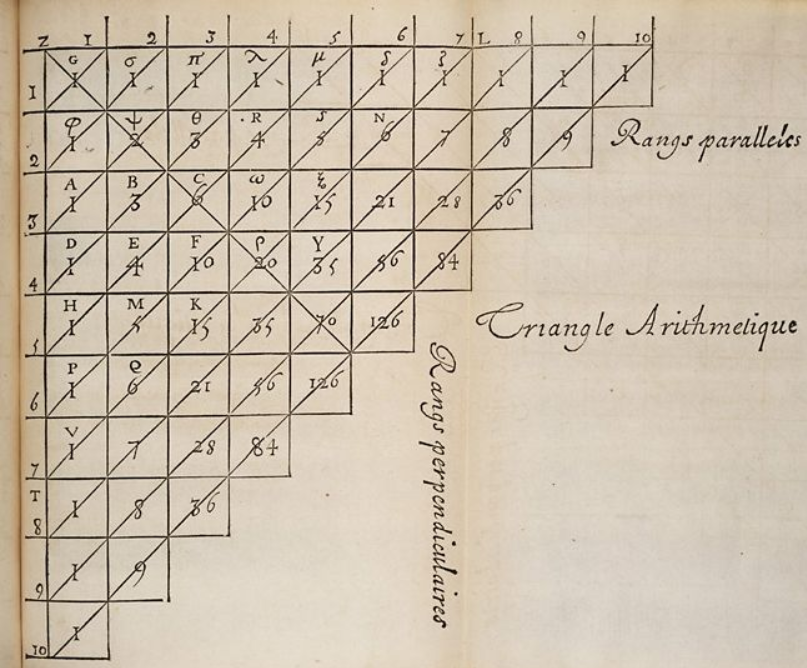 Z 1 2 3 4 5 6 7 L 8 9 10
G σ π λ μ δ ζ
1 1 1 1 1 1 1 1 1 1 1
φ ψ θ R S N
2 1 2 3 4 5 6 7 8 9 Rangs paralleles
A B C ω ξ
3 1 3 6 10 15 21 28 36
D E F ρ Y
4 1 4 10 20 35 56 84
H M K
5 1 5 15 35 70 126 Triangle Arithmetique
P Q
6 1 6 21 56 126
V
7 1 7 28 84
T
8 1 8 36
9 1 9
10 1
Rangs perpendiculaires